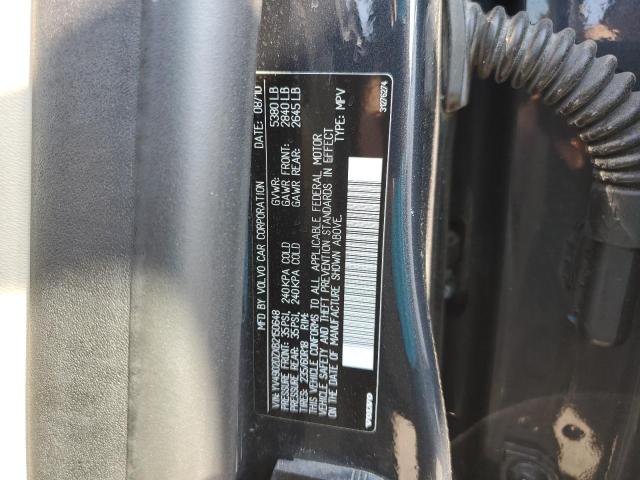 MFD BY VOLVO CAR CORPORATION DATE: 08/10
GVWR: 5380 LB
GAWR FRONT: 2840 LB
GAWR REAR: 2645 LB
VIN: YV4902DZXB2150648
PRESSURE FRONT: 35PSI, 240KPA COLD
PRESSURE REAR: 35PSI, 240KPA COLD
TIRES: 235/60R18 RIM:
THIS VEHICLE CONFORMS TO ALL APPLICABLE FEDERAL MOTOR
VEHICLE SAFETY AND THEFT PREVENTION STANDARDS IN EFFECT
ON DATE OF MANUFACTURE SHOWN ABOVE.
TYPE: MPV
VOLVO
31276274